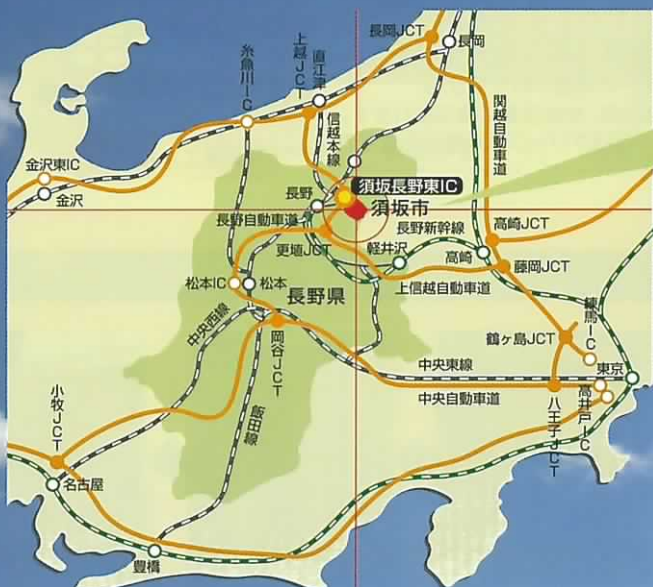 長岡JCT
長岡
上越JCT
直江津
糸魚川IC
信越本線
関越自動車道
金沢東IC
金沢
須坂長野東IC
長野
須坂市
長野自動車道
長野新幹線
高崎JCT
更埴JCT
軽井沢
高崎
藤岡JCT
上信越自動車道
松本IC
松本
長野県
練馬IC
中央西線
岡谷JCT
鶴ヶ島JCT
中央東線
東京
中央自動車道
小牧JCT
八王子JCT
高井戸IC
飯田線
名古屋
豊橋